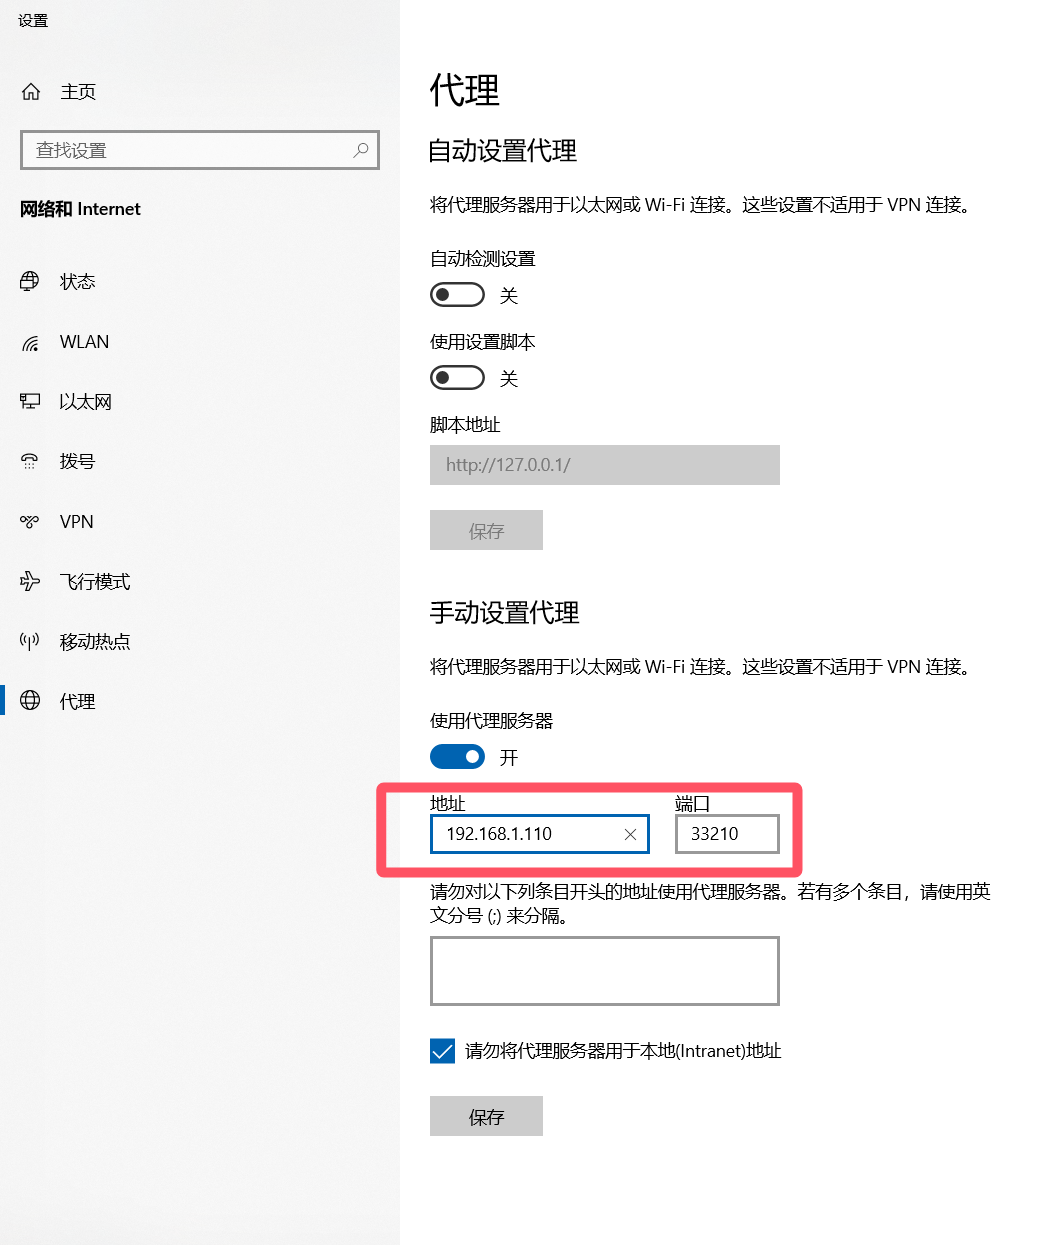 设置
主页
查找设置
网络和 Internet
状态
WLAN
以太网
拨号
VPN
飞行模式
移动热点
代理
代理
自动设置代理
将代理服务器用于以太网或 Wi-Fi 连接。这些设置不适用于 VPN 连接。
自动检测设置
关
使用设置脚本
关
脚本地址
http://127.0.0.1/
保存
手动设置代理
将代理服务器用于以太网或 Wi-Fi 连接。这些设置不适用于 VPN 连接。
使用代理服务器
开
地址 端口
192.168.1.110 33210
请勿对以下列条目开头的地址使用代理服务器。若有多个条目，请使用英
文分号 (;) 来分隔。
请勿将代理服务器用于本地(Intranet)地址
保存